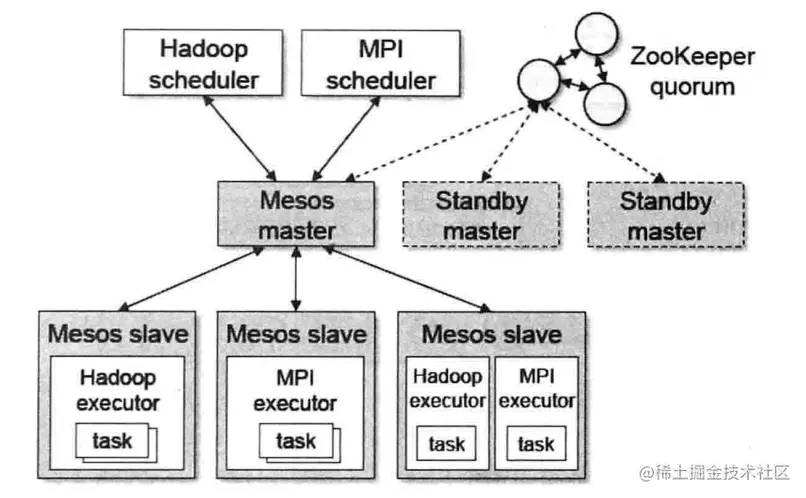 Hadoop
scheduler
MPI
scheduler
ZooKeeper
quorum
Mesos
master
Standby
master
Standby
master
Mesos slave
Hadoop
executor
task
Mesos slave
MPI
executor
task
Mesos slave
Hadoop
executor
task
MPI
executor
task
@稀土掘金技术社区